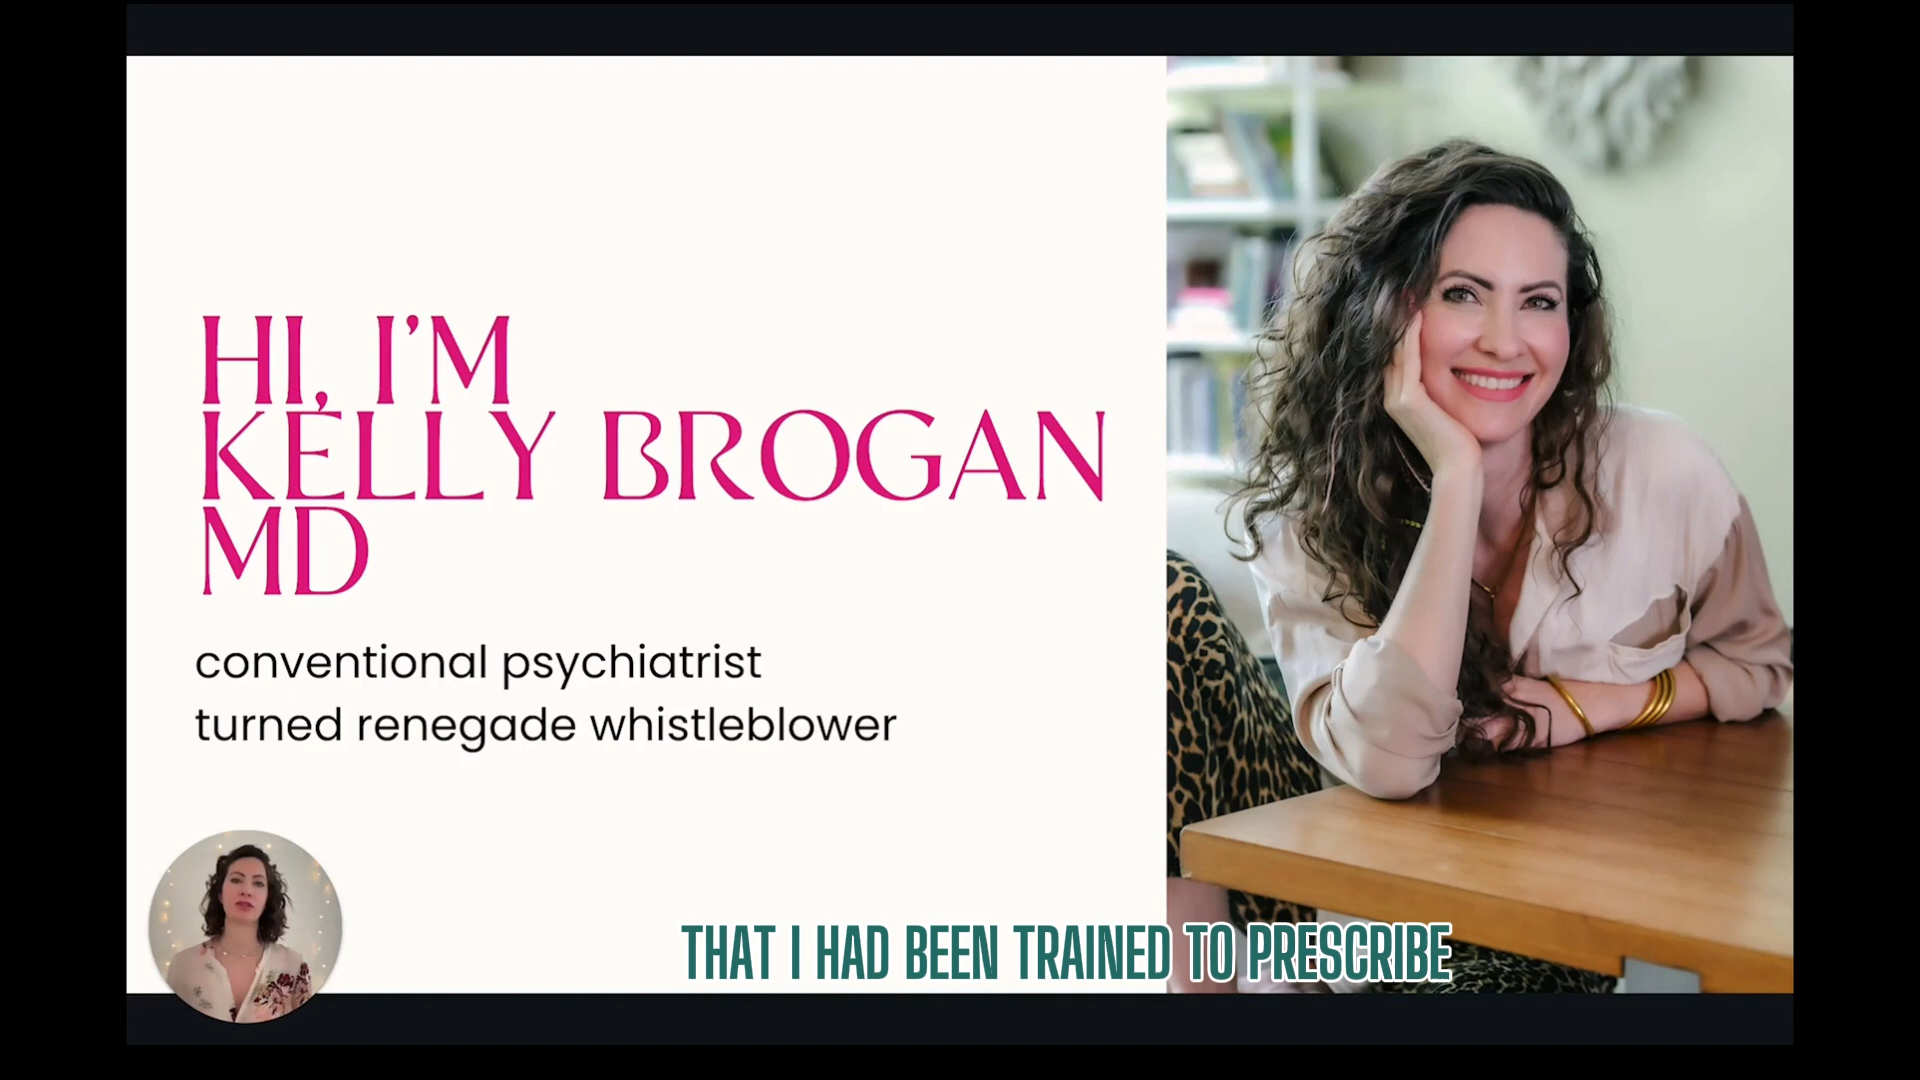 HI, I'M
KELLY BROGAN
MD
conventional psychiatrist
turned renegade whistleblower
THAT I HAD BEEN TRAINED TO PRESCRIBE